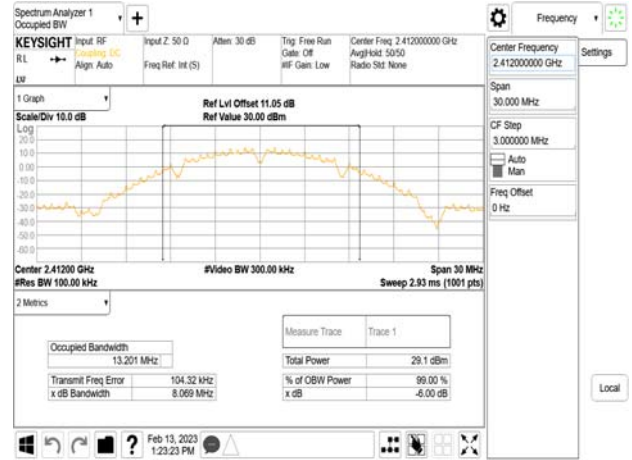 Spectrum Analyzer 1
Occupied BW
Frequency
KEYSIGHT
Input: RF
Coupling: DC
Align: Auto
Input Z: 50 Ω
Freq Ref: Int (S)
Atten: 30 dB
Trig: Free Run
Gate: Off
#IF Gain: Low
Center Freq: 2.412000000 GHz
Avg|Hold: 50/50
Radio Std: None
RL
LU
Center Frequency
2.412000000 GHz
Settings
Span
30.000 MHz
CF Step
3.000000 MHz
Auto
Man
Freq Offset
0 Hz
Local
1 Graph
Scale/Div 10.0 dB
Ref Lvl Offset 11.05 dB
Ref Value 30.00 dBm
Log
20.0
10.0
0.00
-10.0
-20.0
-30.0
-40.0
-50.0
-60.0
Center 2.41200 GHz
#Res BW 100.00 kHz
#Video BW 300.00 kHz
Span 30 MHz
Sweep 2.93 ms (1001 pts)
2 Metrics
Measure Trace
Trace 1
Occupied Bandwidth
13.201 MHz
Total Power
29.1 dBm
Transmit Freq Error
104.32 kHz
% of OBW Power
99.00 %
x dB Bandwidth
8.069 MHz
x dB
-6.00 dB
Feb 13, 2023
1:23:23 PM